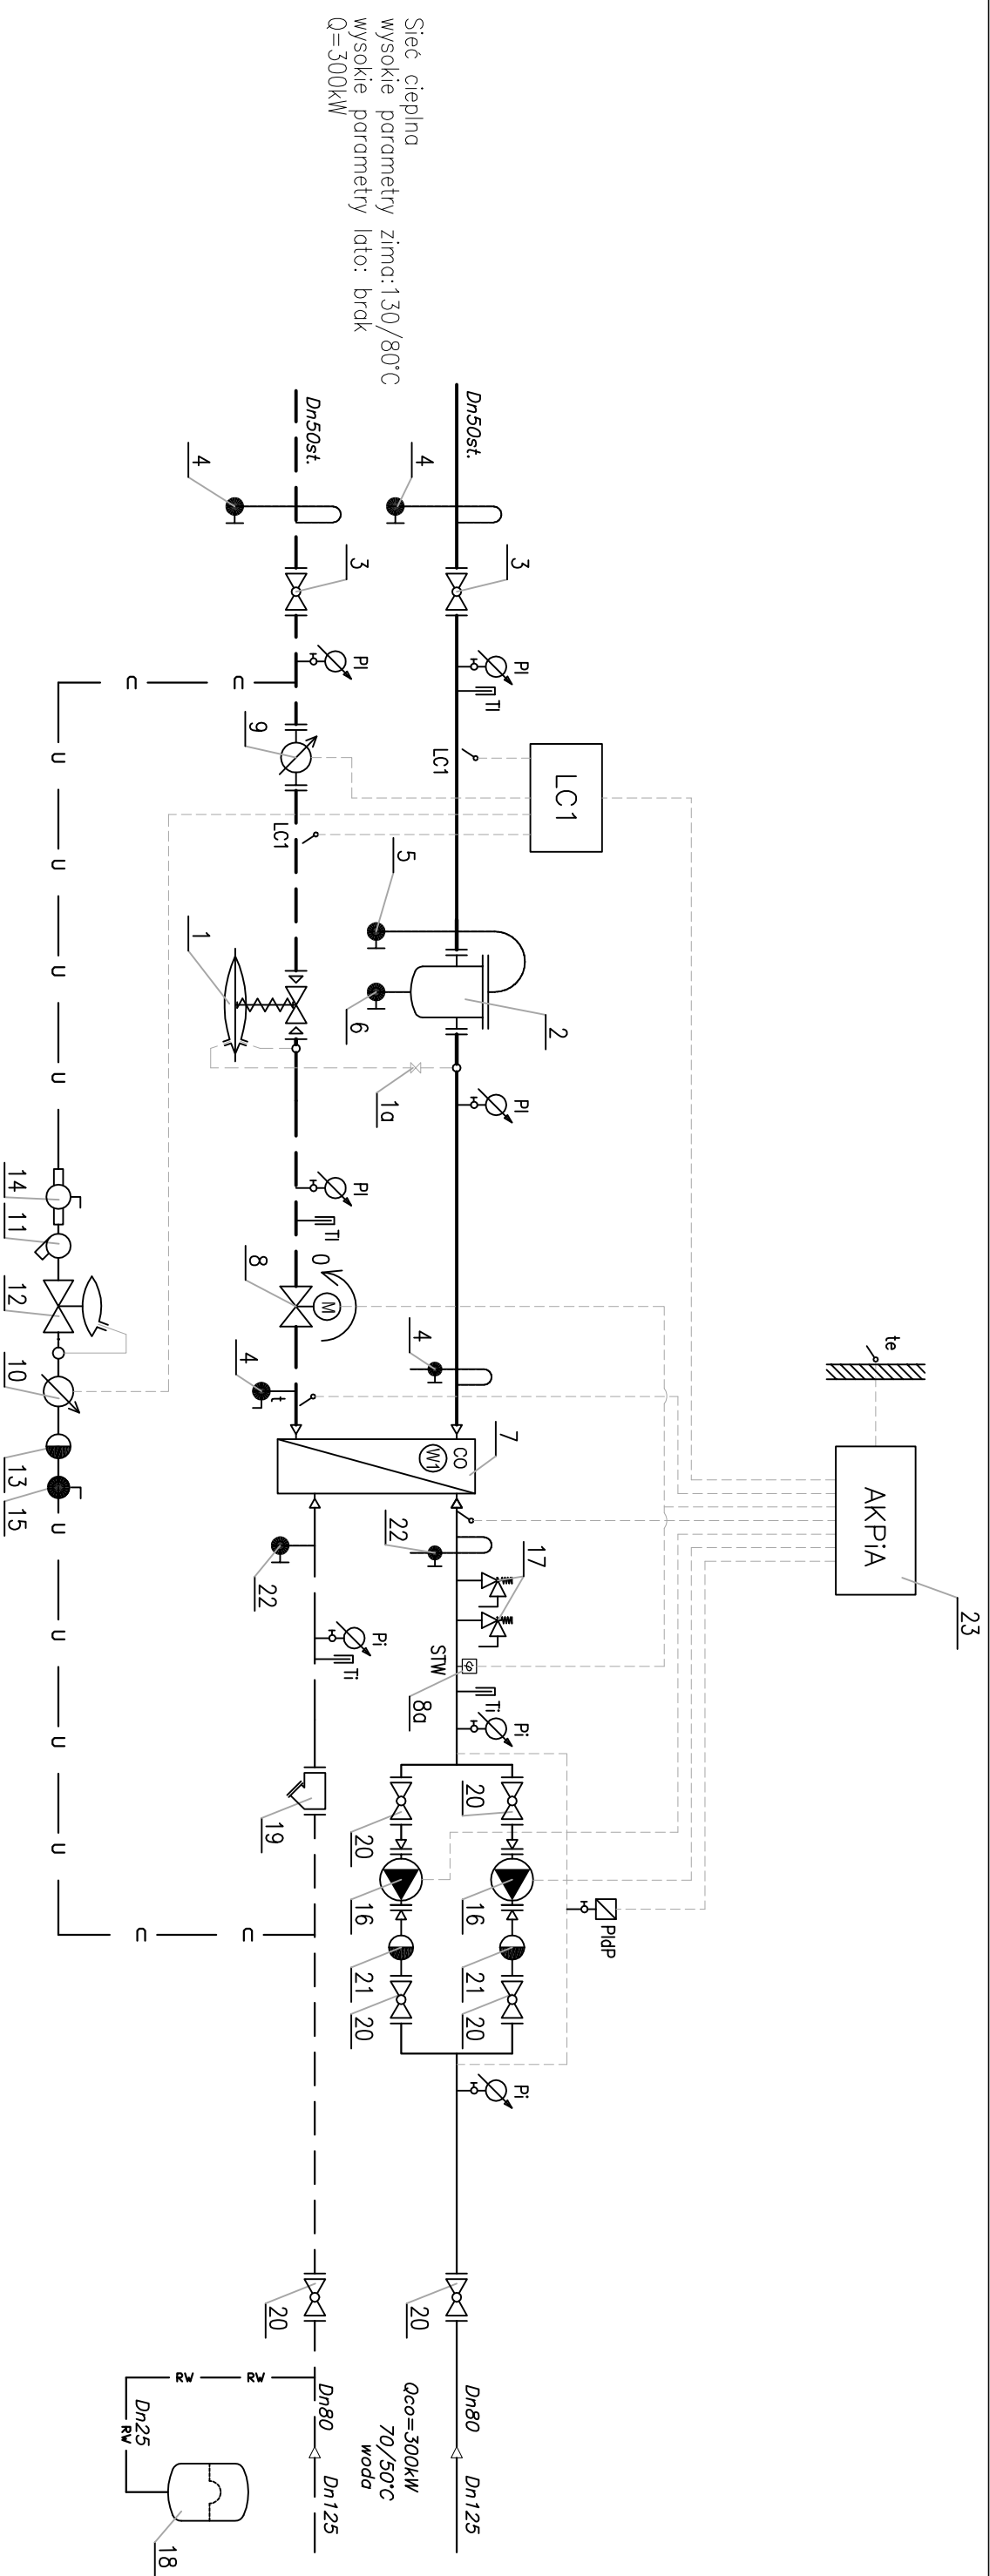 Sieć cieplna
wysokie parametry zima:130/80°C
wysokie parametry lato: brak
Q=300kW
Dn50st.
Dn50st.
4
4
3
3
PI
TI
PI
9
LC1
LC1
LC1
5
6
2
1
1a
PI
PI
TI
8
0
M
4
4
t
7
CO
W1
te
AKPiA
23
22
22
17
STW
8a
Ti
Pi
Pi
Ti
19
20
20
16
16
PIdP
21
21
20
20
Pi
20
20
Qco=300kW
70/50°C
woda
Dn80
Dn125
Dn80
Dn125
RW
RW
Dn25
RW
18
U
U
U
U
U
U
U
14
11
12
10
13
15
U
U
U
U
U
U